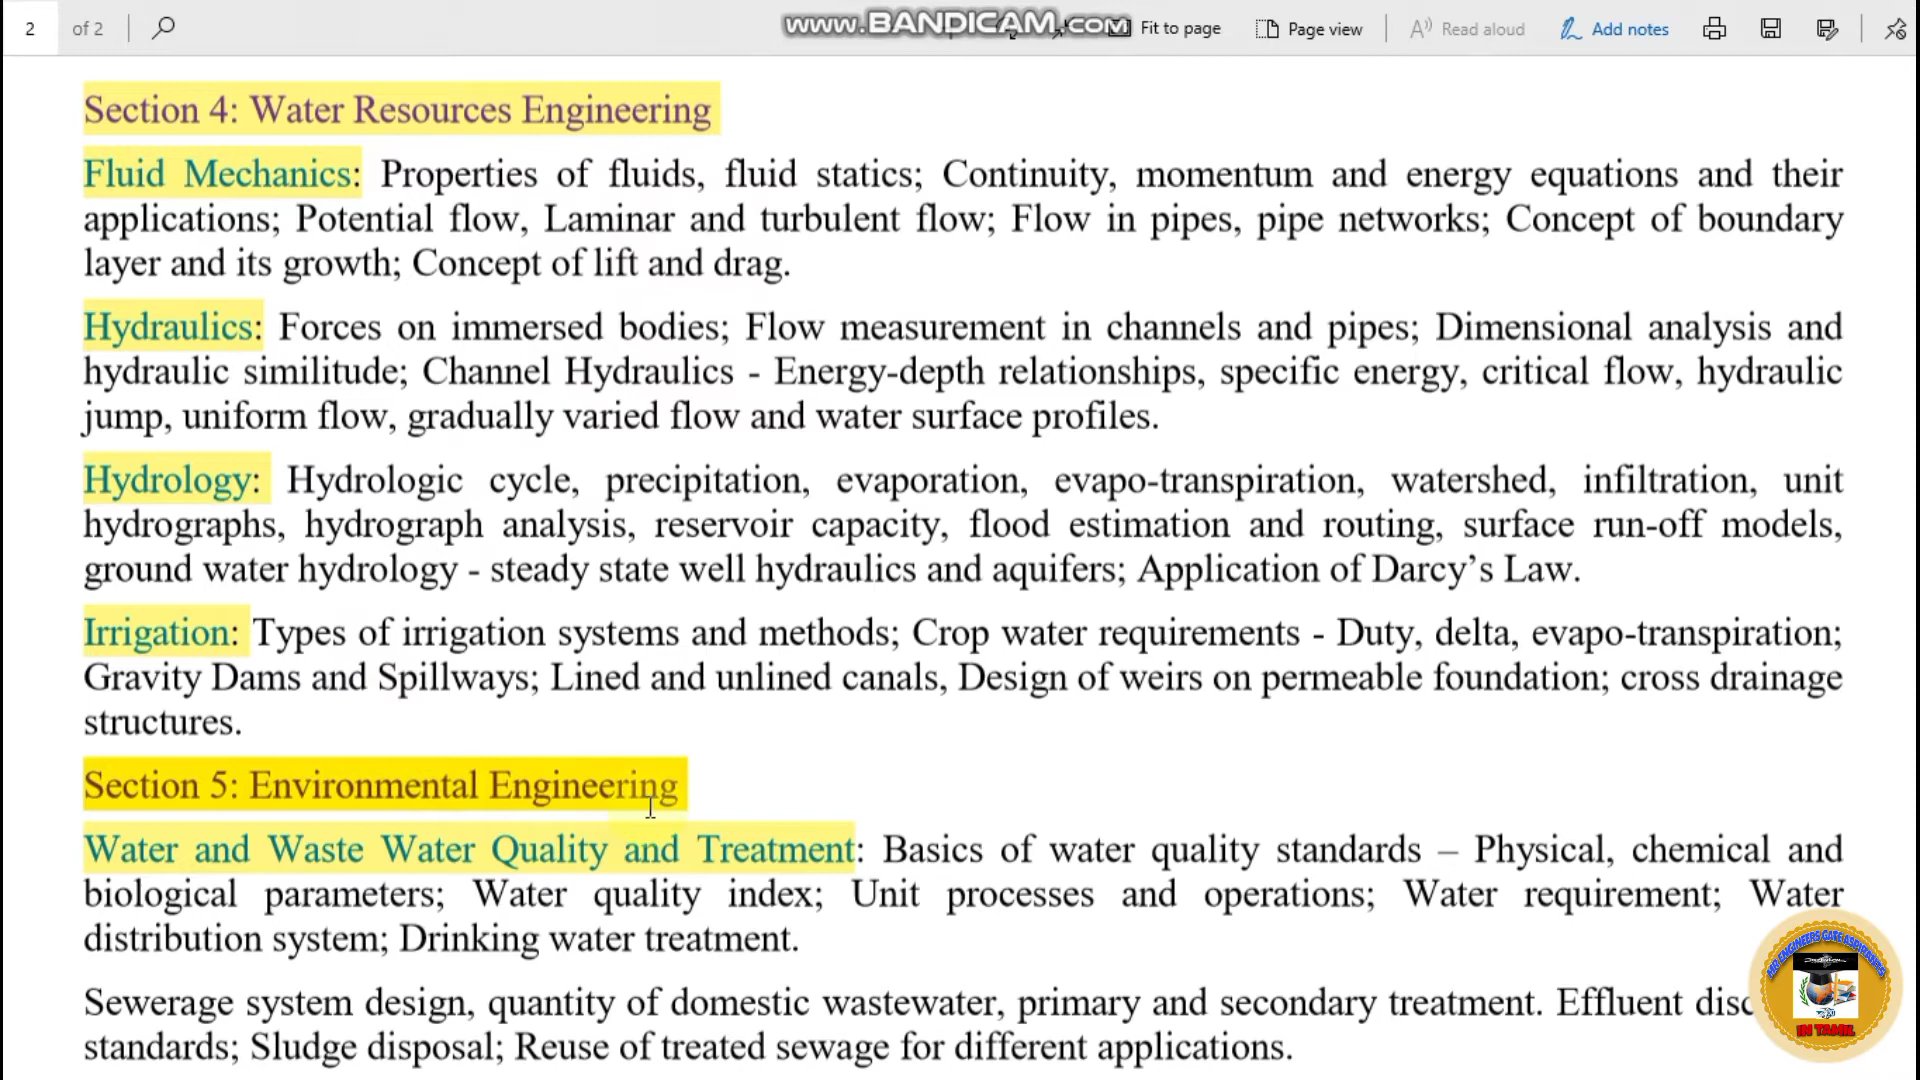 2 of 2 www.BANDICAM.com Fit to page Page view Read aloud Add notes
Section 4: Water Resources Engineering
Fluid Mechanics: Properties of fluids, fluid statics; Continuity, momentum and energy equations and their
applications; Potential flow, Laminar and turbulent flow; Flow in pipes, pipe networks; Concept of boundary
layer and its growth; Concept of lift and drag.
Hydraulics: Forces on immersed bodies; Flow measurement in channels and pipes; Dimensional analysis and
hydraulic similitude; Channel Hydraulics - Energy-depth relationships, specific energy, critical flow, hydraulic
jump, uniform flow, gradually varied flow and water surface profiles.
Hydrology: Hydrologic cycle, precipitation, evaporation, evapo-transpiration, watershed, infiltration, unit
hydrographs, hydrograph analysis, reservoir capacity, flood estimation and routing, surface run-off models,
ground water hydrology - steady state well hydraulics and aquifers; Application of Darcy’s Law.
Irrigation: Types of irrigation systems and methods; Crop water requirements - Duty, delta, evapo-transpiration;
Gravity Dams and Spillways; Lined and unlined canals, Design of weirs on permeable foundation; cross drainage
structures.
Section 5: Environmental Engineering
Water and Waste Water Quality and Treatment: Basics of water quality standards – Physical, chemical and
biological parameters; Water quality index; Unit processes and operations; Water requirement; Water
distribution system; Drinking water treatment.
Sewerage system design, quantity of domestic wastewater, primary and secondary treatment. Effluent
standards; Sludge disposal; Reuse of treated sewage for different applications.
ENGINEERS GATE ASPIRANTS
IN TAMIL